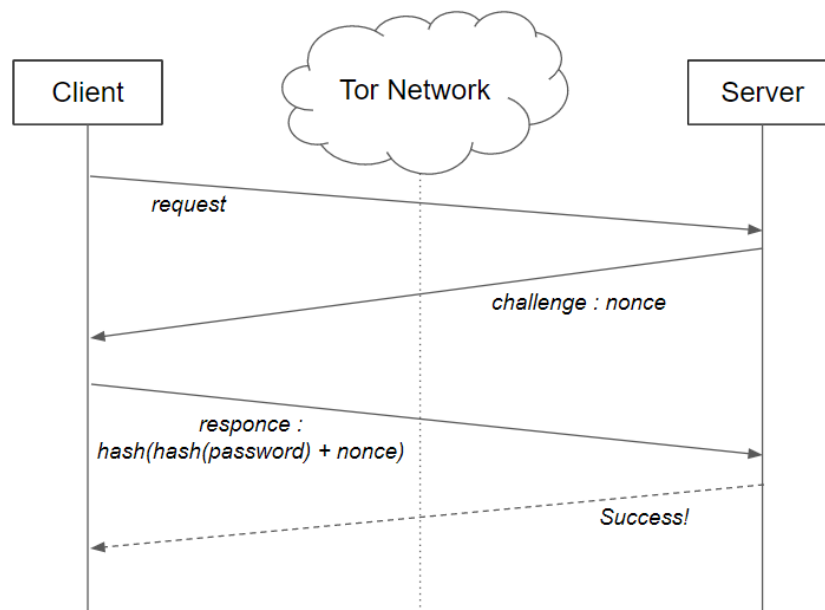 Client
Tor Network
Server
request
challenge : nonce
responce :
hash(hash(password) + nonce)
Success!